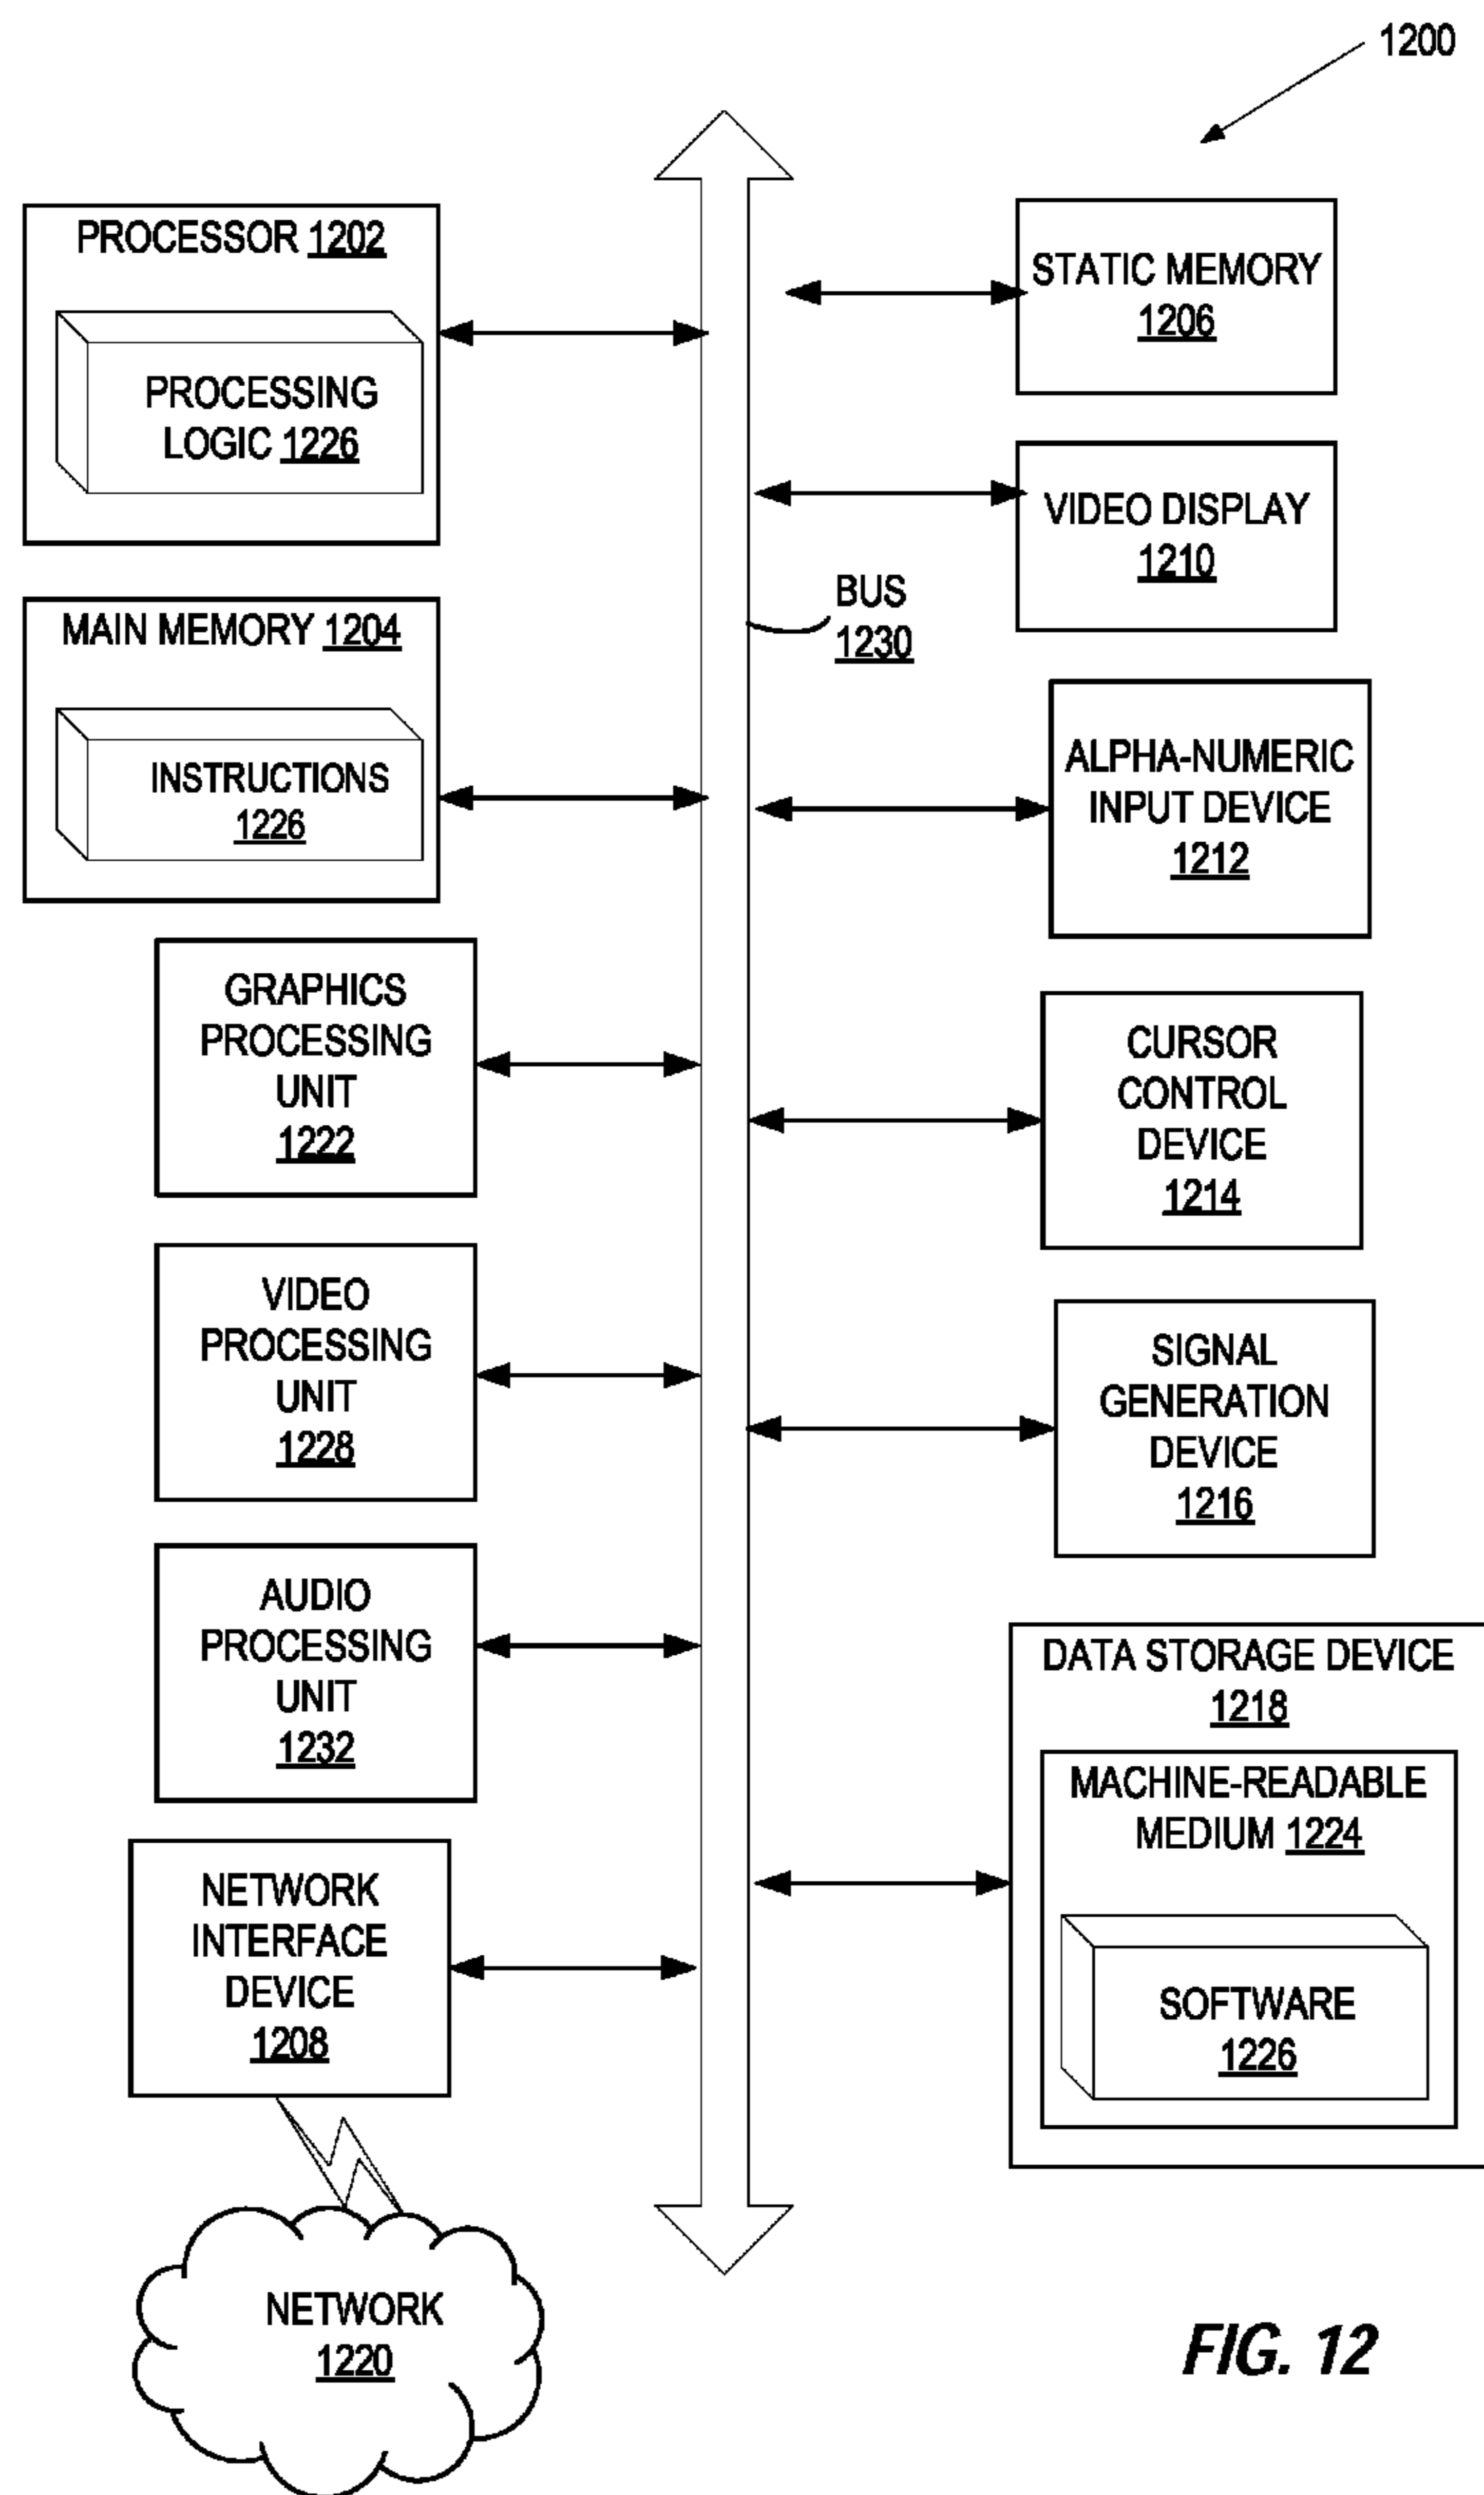 1200
PROCESSOR 1202
PROCESSING
LOGIC 1226
MAIN MEMORY 1204
INSTRUCTIONS
1226
GRAPHICS
PROCESSING
UNIT
1222
VIDEO
PROCESSING
UNIT
1228
AUDIO
PROCESSING
UNIT
1232
NETWORK
INTERFACE
DEVICE
1208
NETWORK
1220
BUS
1230
STATIC MEMORY
1206
VIDEO DISPLAY
1210
ALPHA-NUMERIC
INPUT DEVICE
1212
CURSOR
CONTROL
DEVICE
1214
SIGNAL
GENERATION
DEVICE
1216
DATA STORAGE DEVICE
1218
MACHINE-READABLE
MEDIUM 1224
SOFTWARE
1226
FIG. 12